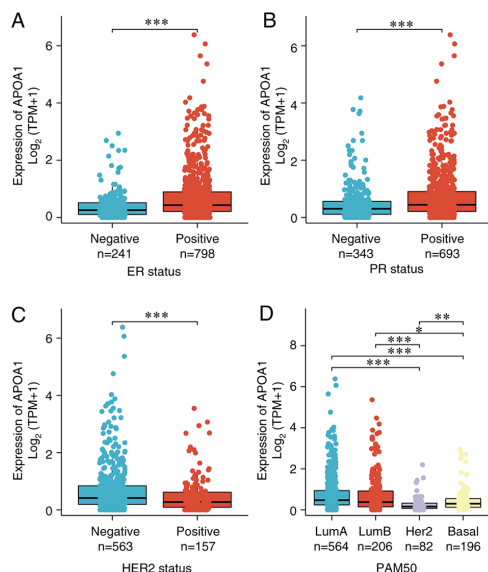 A
Expression of APOA1
Log₂ (TPM+1)
6
4
2
0
***
Negative
n=241
Positive
n=798
ER status
B
Expression of APOA1
Log₂ (TPM+1)
6
4
2
0
***
Negative
n=343
Positive
n=693
PR status
C
Expression of APOA1
Log₂ (TPM+1)
6
4
2
0
***
Negative
n=563
Positive
n=157
HER2 status
D
Expression of APOA1
Log₂ (TPM+1)
8
6
4
2
0
**
*
***
***
***
LumA
n=564
LumB
n=206
Her2
n=82
Basal
n=196
PAM50